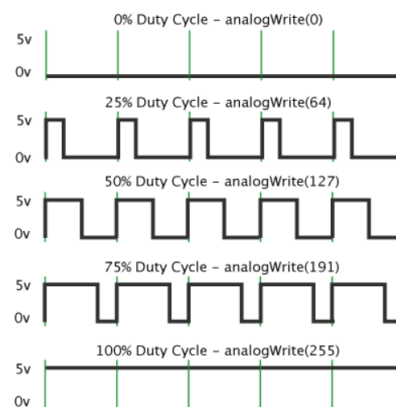 0% Duty Cycle – analogWrite(0)
5v
0v
25% Duty Cycle – analogWrite(64)
5v
0v
50% Duty Cycle – analogWrite(127)
5v
0v
75% Duty Cycle – analogWrite(191)
5v
0v
100% Duty Cycle – analogWrite(255)
5v
0v